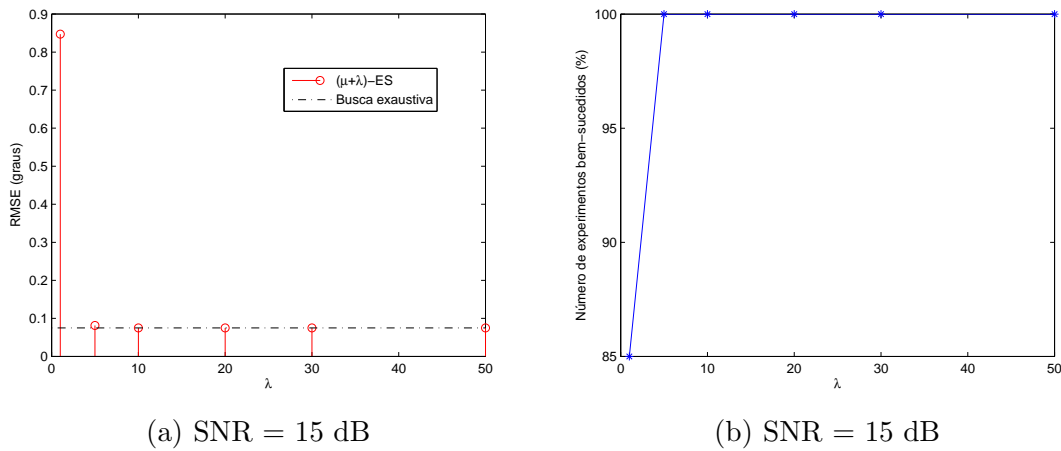 0.9
0.8
0.7
0.6
0.5
0.4
0.3
0.2
0.1
0
RMSE (graus)
(μ+λ)−ES
Busca exaustiva
0 10 20 30 40 50
λ
(a) SNR = 15 dB
100
95
90
85
Número de experimentos bem−sucedidos (%)
0 10 20 30 40 50
λ
(b) SNR = 15 dB